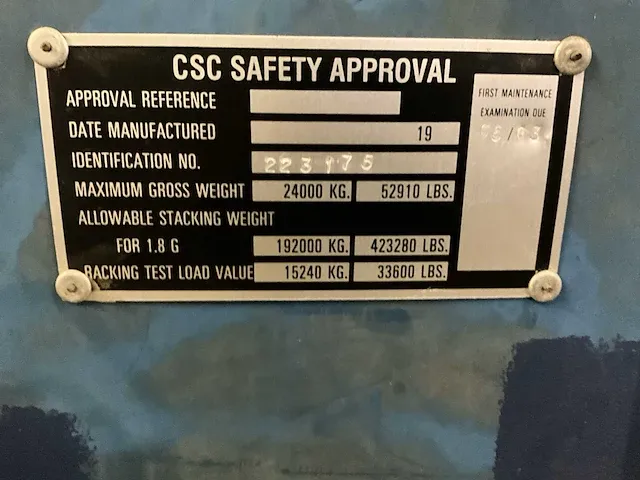 CSC SAFETY APPROVAL
APPROVAL REFERENCE
DATE MANUFACTURED 19
IDENTIFICATION NO. 223175
MAXIMUM GROSS WEIGHT 24000 KG. 52910 LBS.
ALLOWABLE STACKING WEIGHT
FOR 1.8 G 192000 KG. 423280 LBS.
RACKING TEST LOAD VALUE 15240 KG. 33600 LBS.
FIRST MAINTENANCE
EXAMINATION DUE